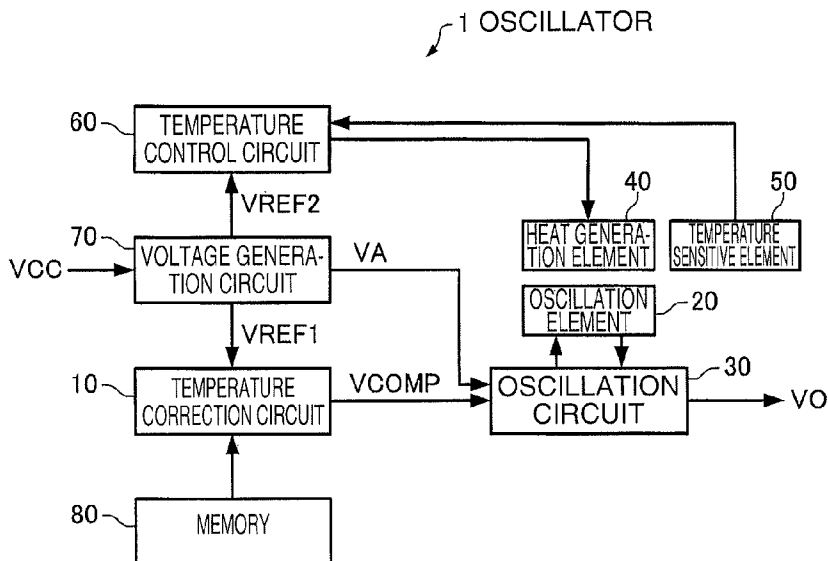 1 OSCILLATOR
60
TEMPERATURE
CONTROL CIRCUIT
40
50
VREF2
HEAT GENERA-
TION ELEMENT
TEMPERATURE
SENSITIVE ELEMENT
70
VCC
VOLTAGE GENERA-
TION CIRCUIT
VA
OSCILLATION
ELEMENT
20
VREF1
10
TEMPERATURE
CORRECTION CIRCUIT
VCOMP
OSCILLATION
CIRCUIT
30
VO
80
MEMORY